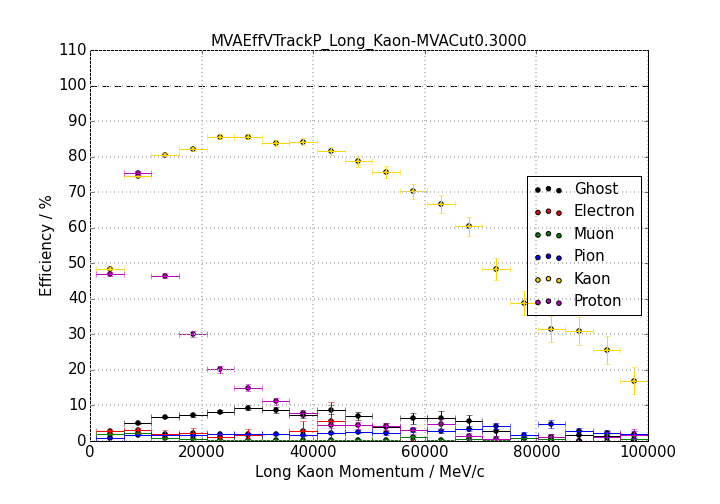 MVAEffVTrackP_Long_Kaon-MVACut0.3000
Efficiency / %
110
100
90
80
70
60
50
40
30
20
10
0
Ghost
Electron
Muon
Pion
Kaon
Proton
0 20000 40000 60000 80000 100000
Long Kaon Momentum / MeV/c